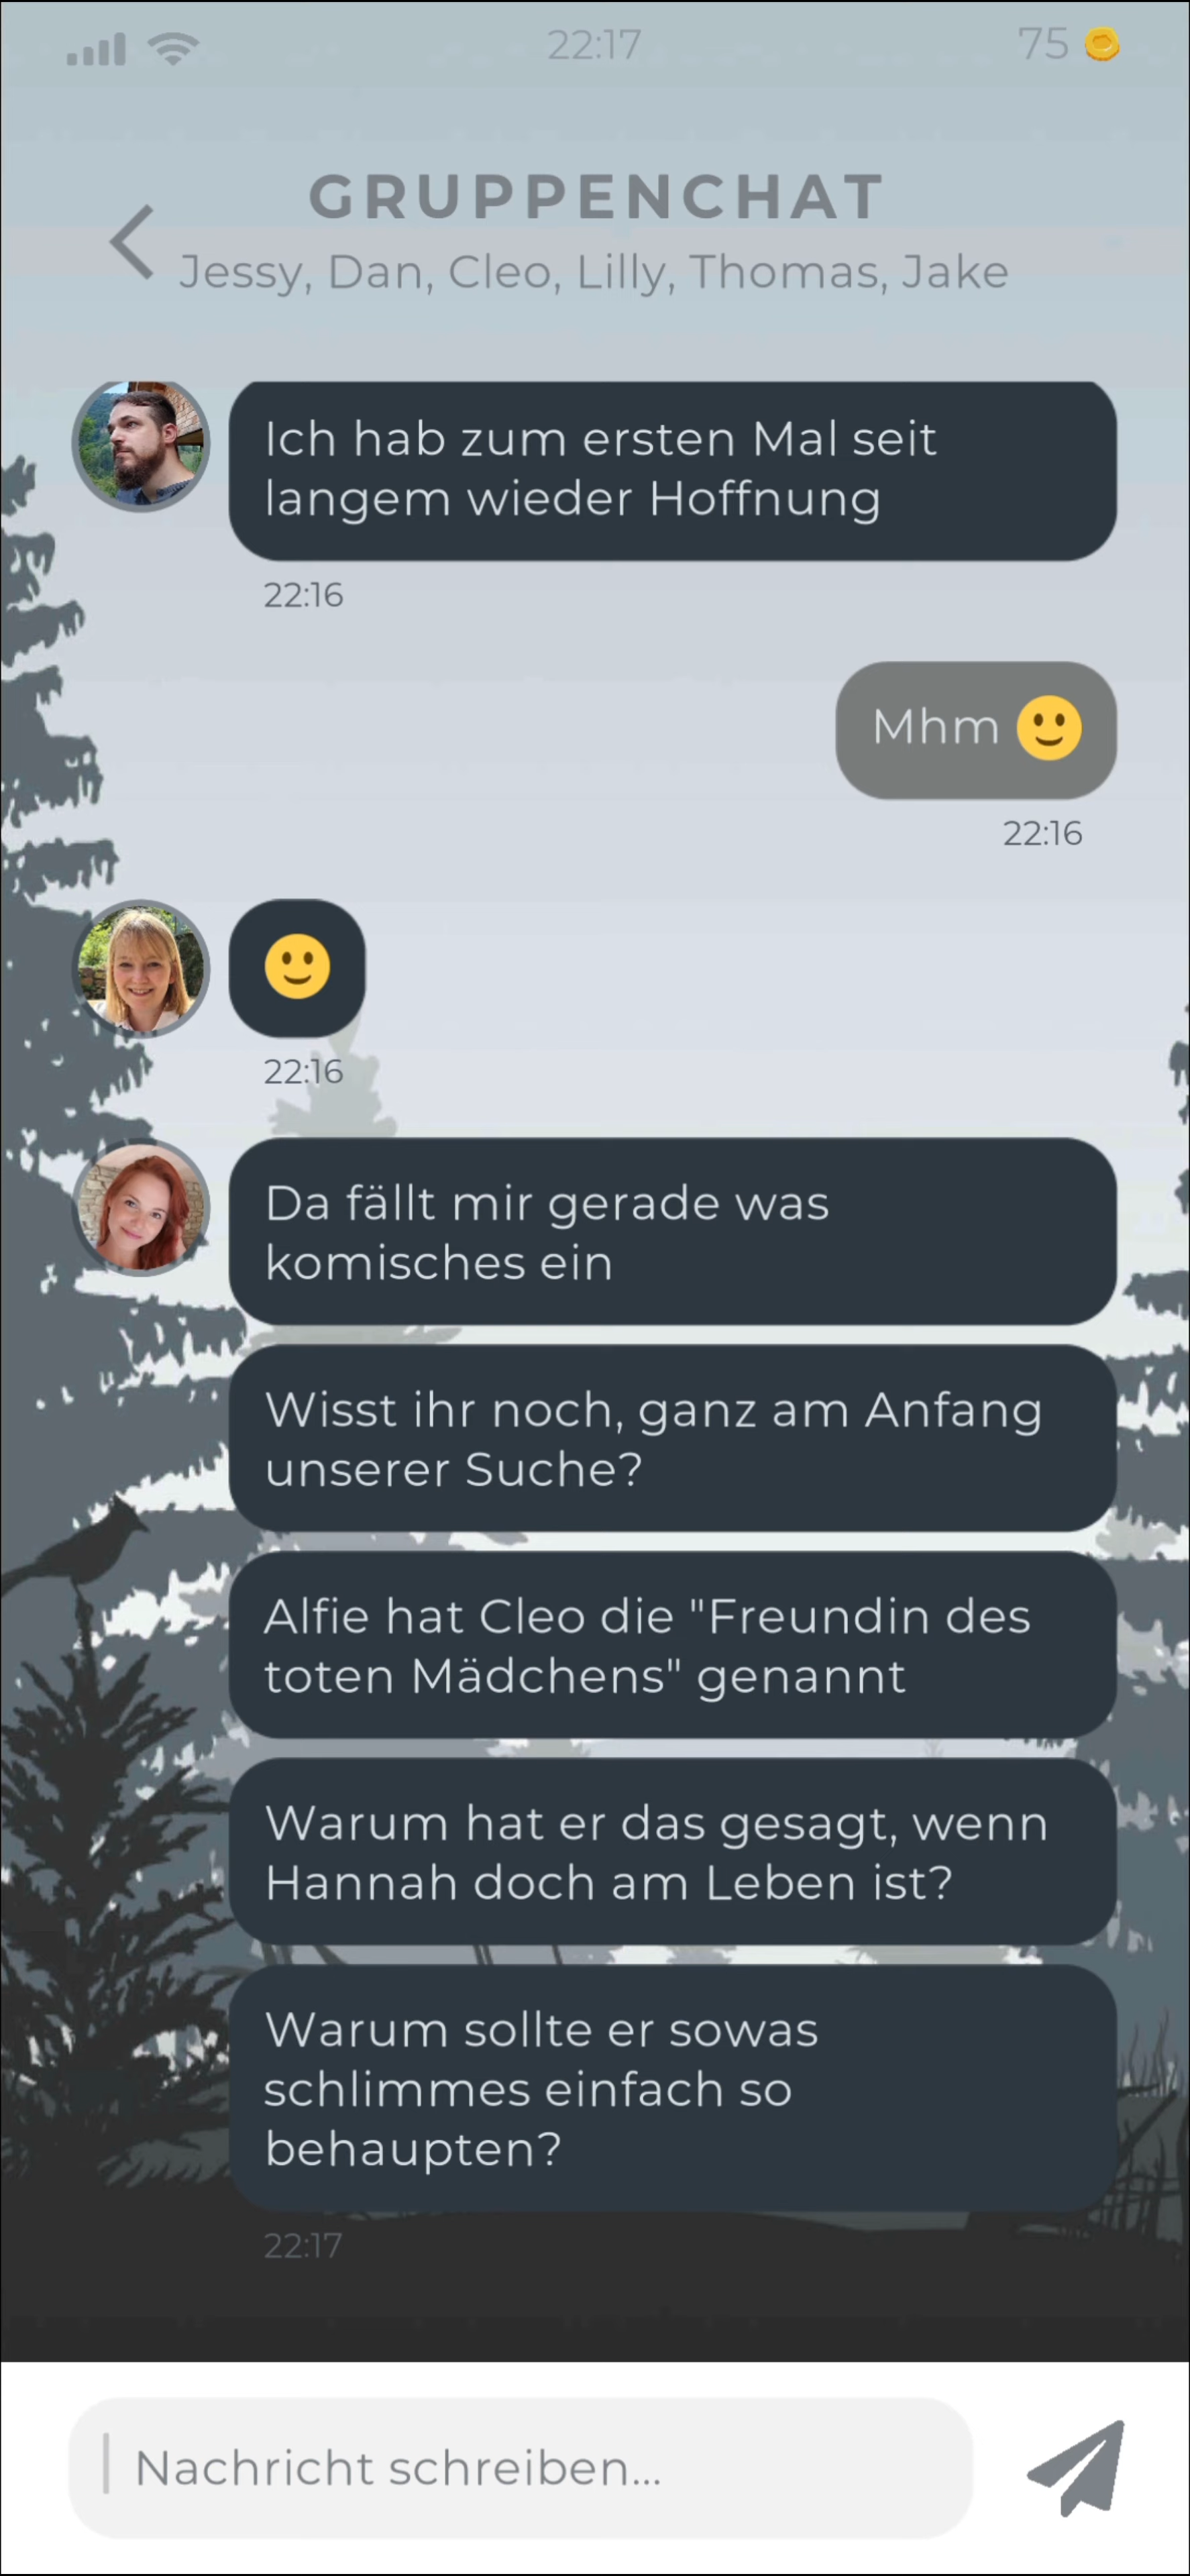 22:17
75
GRUPPENCHAT
Jessy, Dan, Cleo, Lilly, Thomas, Jake
Ich hab zum ersten Mal seit
langem wieder Hoffnung
22:16
Mhm 🙂
22:16
🙂
22:16
Da fällt mir gerade was
komisches ein
Wisst ihr noch, ganz am Anfang
unserer Suche?
Alfie hat Cleo die "Freundin des
toten Mädchens" genannt
Warum hat er das gesagt, wenn
Hannah doch am Leben ist?
Warum sollte er sowas
schlimmes einfach so
behaupten?
22:17
Nachricht schreiben...